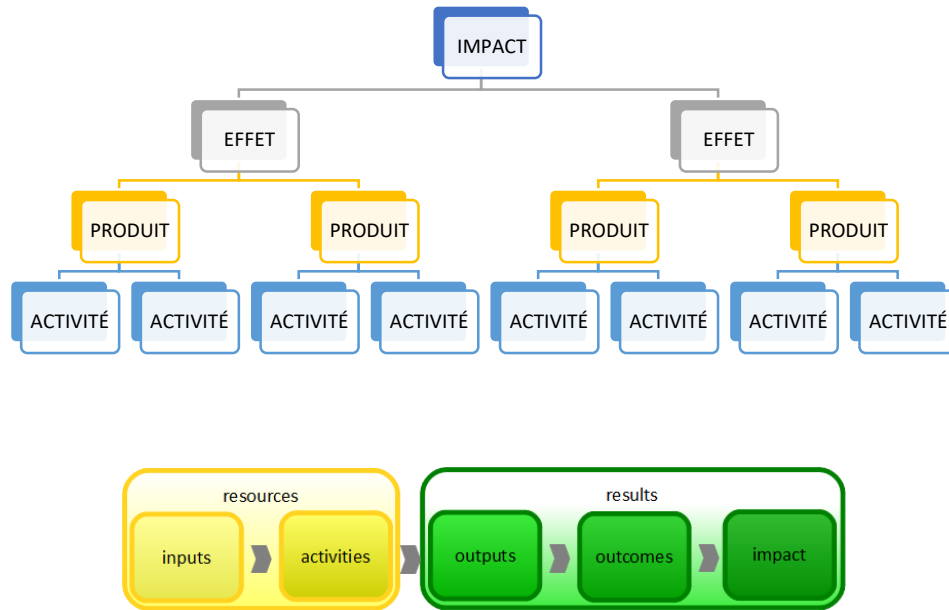 IMPACT
EFFET
EFFET
PRODUIT
PRODUIT
PRODUIT
PRODUIT
ACTIVITÉ
ACTIVITÉ
ACTIVITÉ
ACTIVITÉ
ACTIVITÉ
ACTIVITÉ
ACTIVITÉ
ACTIVITÉ
resources
results
inputs
activities
outputs
outcomes
impact